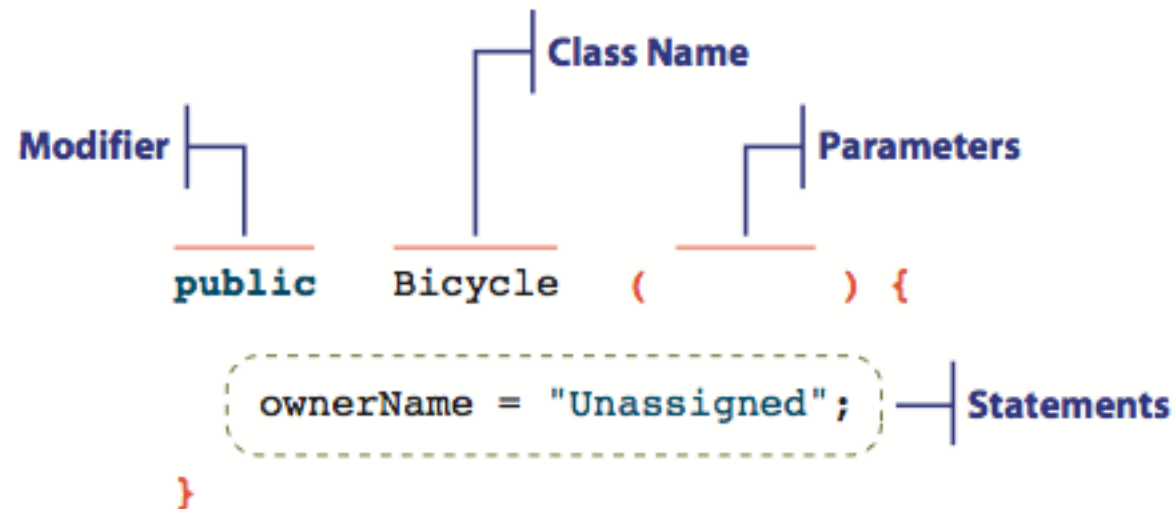 Class Name
Modifier
Parameters
public Bicycle ( ) {
ownerName = "Unassigned";
Statements
}